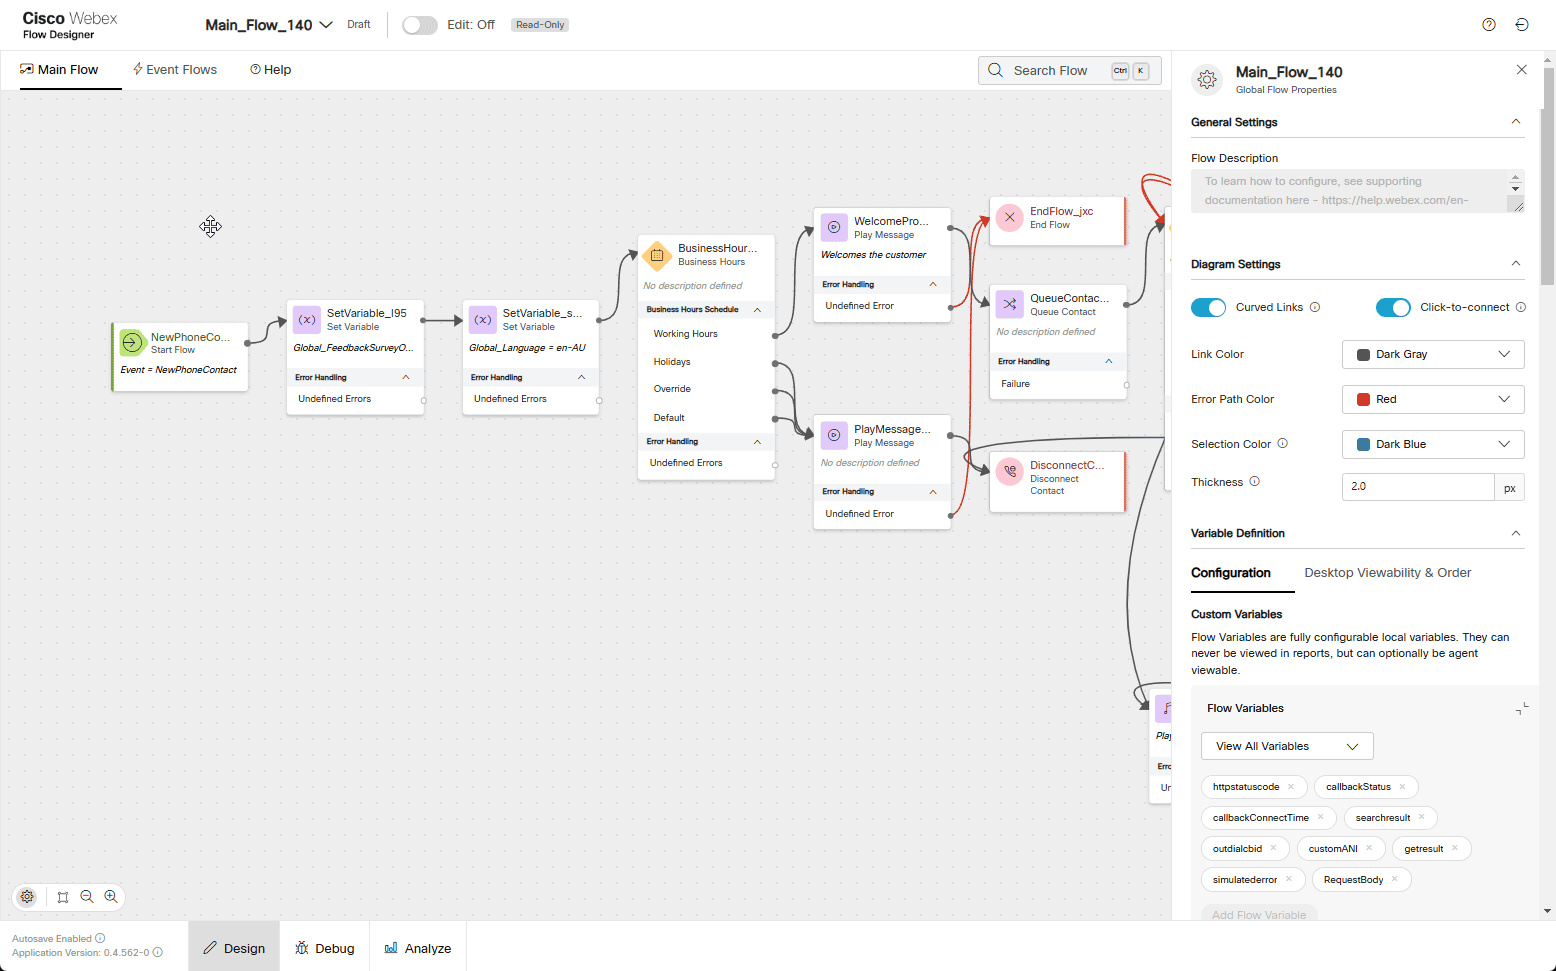 Cisco Webex
Flow Designer
Main_Flow_140
Draft
Edit: Off
Read-Only
Main Flow
Event Flows
Help
Search Flow
Ctrl
K
NewPhoneCo...
Start Flow
Event = NewPhoneContact
SetVariable_I95
Set Variable
Global_FeedbackSurveyO...
Error Handling
Undefined Errors
SetVariable_s...
Set Variable
Global_Language = en-AU
Error Handling
Undefined Errors
BusinessHour...
Business Hours
No description defined
Business Hours Schedule
Working Hours
Holidays
Override
Default
Error Handling
Undefined Errors
WelcomePro...
Play Message
Welcomes the customer
Error Handling
Undefined Error
PlayMessage...
Play Message
No description defined
Error Handling
Undefined Error
EndFlow_jxc
End Flow
QueueContac...
Queue Contact
No description defined
Error Handling
Failure
DisconnectC...
Disconnect
Contact
Play
Erro
Un
Main_Flow_140
Global Flow Properties
General Settings
Flow Description
To learn how to configure, see supporting
documentation here - https://help.webex.com/en-
Diagram Settings
Curved Links
Click-to-connect
Link Color
Dark Gray
Error Path Color
Red
Selection Color
Dark Blue
Thickness
2.0
px
Variable Definition
Configuration
Desktop Viewability & Order
Custom Variables
Flow Variables are fully configurable local variables. They can
never be viewed in reports, but can optionally be agent
viewable.
Flow Variables
View All Variables
httpstatuscode
callbackStatus
callbackConnectTime
searchresult
outdialcbid
customANI
getresult
simulatederror
RequestBody
Add Flow Variable
Autosave Enabled
Application Version: 0.4.562-0
Design
Debug
Analyze